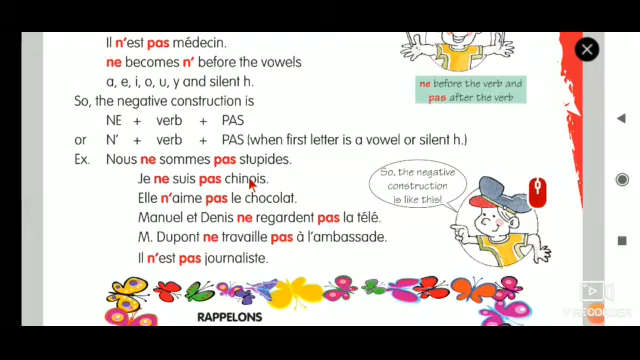 Il n'est pas médecin.
ne becomes n' before the vowels
a, e, i, o, u, y and silent h.
ne before the verb and
pas after the verb
So, the negative construction is
NE + verb + PAS
or N' + verb + PAS (when first letter is a vowel or silent h.)
Ex. Nous ne sommes pas stupides.
Je ne suis pas chinois.
Elle n'aime pas le chocolat.
Manuel et Denis ne regardent pas la télé.
M. Dupont ne travaille pas à l'ambassade.
Il n'est pas journaliste.
So, the negative
construction
is like this!
RAPPELONS
V RECORDER